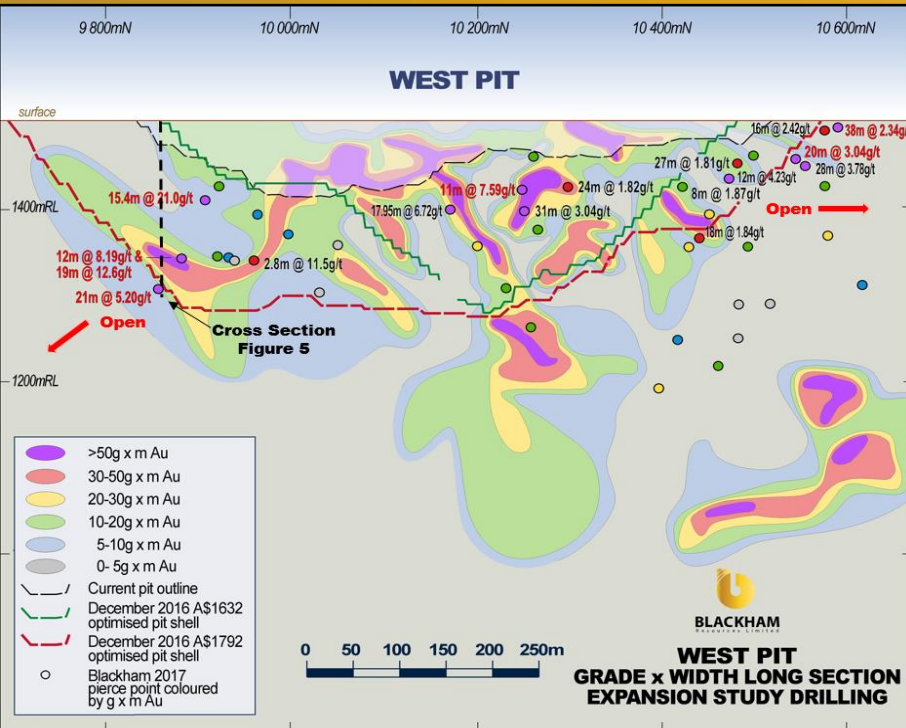 9 800mN
10 000mN
10 200mN
10 400mN
10 600mN
WEST PIT
surface
16m @ 2.42g/t
38m @ 2.34g/t
27m @ 1.81g/t
20m @ 3.04g/t
12m @ 4.23g/t
28m @ 3.78g/t
15.4m @ 21.0g/t
11m @ 7.59g/t
24m @ 1.82g/t
8m @ 1.87g/t
1400mRL
17.95m @ 6.72g/t
31m @ 3.04g/t
Open
18m @ 1.84g/t
12m @ 8.19g/t &
19m @ 12.6g/t
2.8m @ 11.5g/t
21m @ 5.20g/t
Open
Cross Section
Figure 5
1200mRL
>50g x m Au
30-50g x m Au
20-30g x m Au
10-20g x m Au
5-10g x m Au
0- 5g x m Au
Current pit outline
December 2016 A$1632
optimised pit shell
December 2016 A$1792
optimised pit shell
Blackham 2017
pierce point coloured
by g x m Au
0 50 100 150 200 250m
BLACKHAM
Resources Limited
WEST PIT
GRADE x WIDTH LONG SECTION
EXPANSION STUDY DRILLING